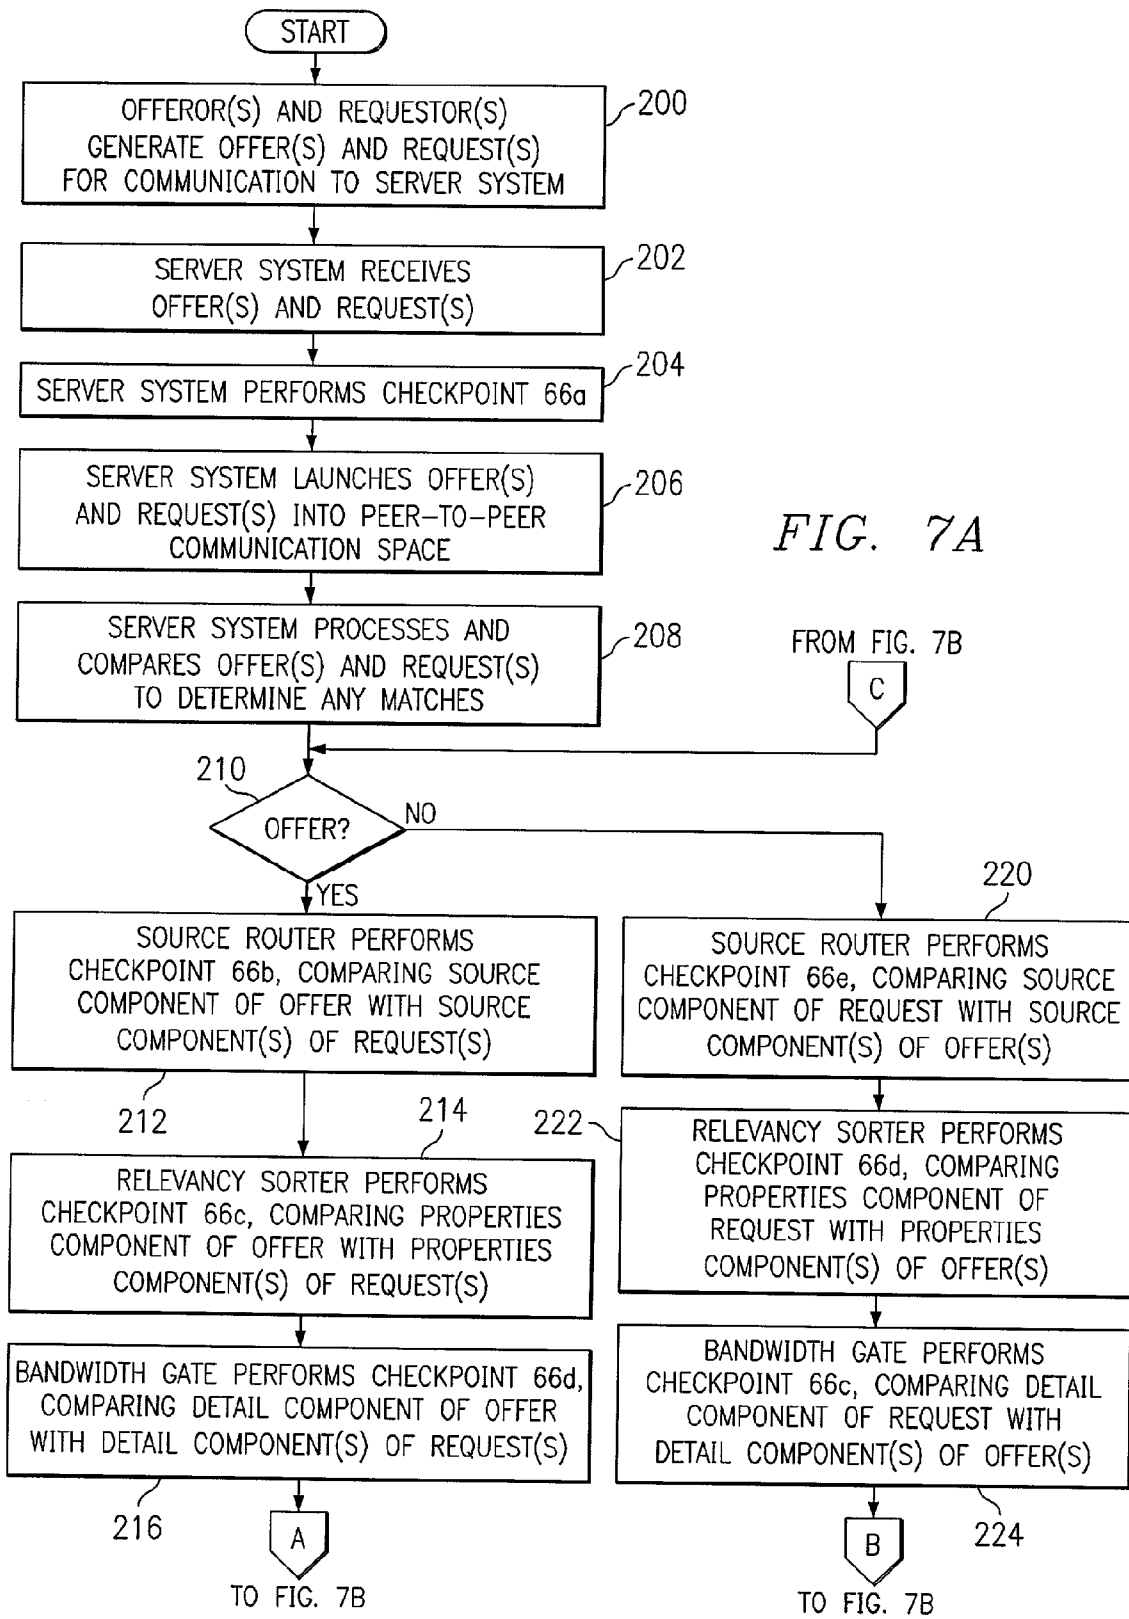 START
OFFEROR(S) AND REQUESTOR(S)
GENERATE OFFER(S) AND REQUEST(S)
FOR COMMUNICATION TO SERVER SYSTEM
200
SERVER SYSTEM RECEIVES
OFFER(S) AND REQUEST(S)
202
SERVER SYSTEM PERFORMS CHECKPOINT 66a
204
SERVER SYSTEM LAUNCHES OFFER(S)
AND REQUEST(S) INTO PEER-TO-PEER
COMMUNICATION SPACE
206
FIG. 7A
SERVER SYSTEM PROCESSES AND
COMPARES OFFER(S) AND REQUEST(S)
TO DETERMINE ANY MATCHES
208
FROM FIG. 7B
C
210
OFFER?
NO
YES
SOURCE ROUTER PERFORMS
CHECKPOINT 66b, COMPARING SOURCE
COMPONENT OF OFFER WITH SOURCE
COMPONENT(S) OF REQUEST(S)
212
214
RELEVANCY SORTER PERFORMS
CHECKPOINT 66c, COMPARING PROPERTIES
COMPONENT OF OFFER WITH PROPERTIES
COMPONENT(S) OF REQUEST(S)
BANDWIDTH GATE PERFORMS CHECKPOINT 66d,
COMPARING DETAIL COMPONENT OF OFFER
WITH DETAIL COMPONENT(S) OF REQUEST(S)
216
A
TO FIG. 7B
220
SOURCE ROUTER PERFORMS
CHECKPOINT 66e, COMPARING SOURCE
COMPONENT OF REQUEST WITH SOURCE
COMPONENT(S) OF OFFER(S)
222
RELEVANCY SORTER PERFORMS
CHECKPOINT 66d, COMPARING
PROPERTIES COMPONENT OF
REQUEST WITH PROPERTIES
COMPONENT(S) OF OFFER(S)
BANDWIDTH GATE PERFORMS
CHECKPOINT 66c, COMPARING DETAIL
COMPONENT OF REQUEST WITH
DETAIL COMPONENT(S) OF OFFER(S)
224
B
TO FIG. 7B